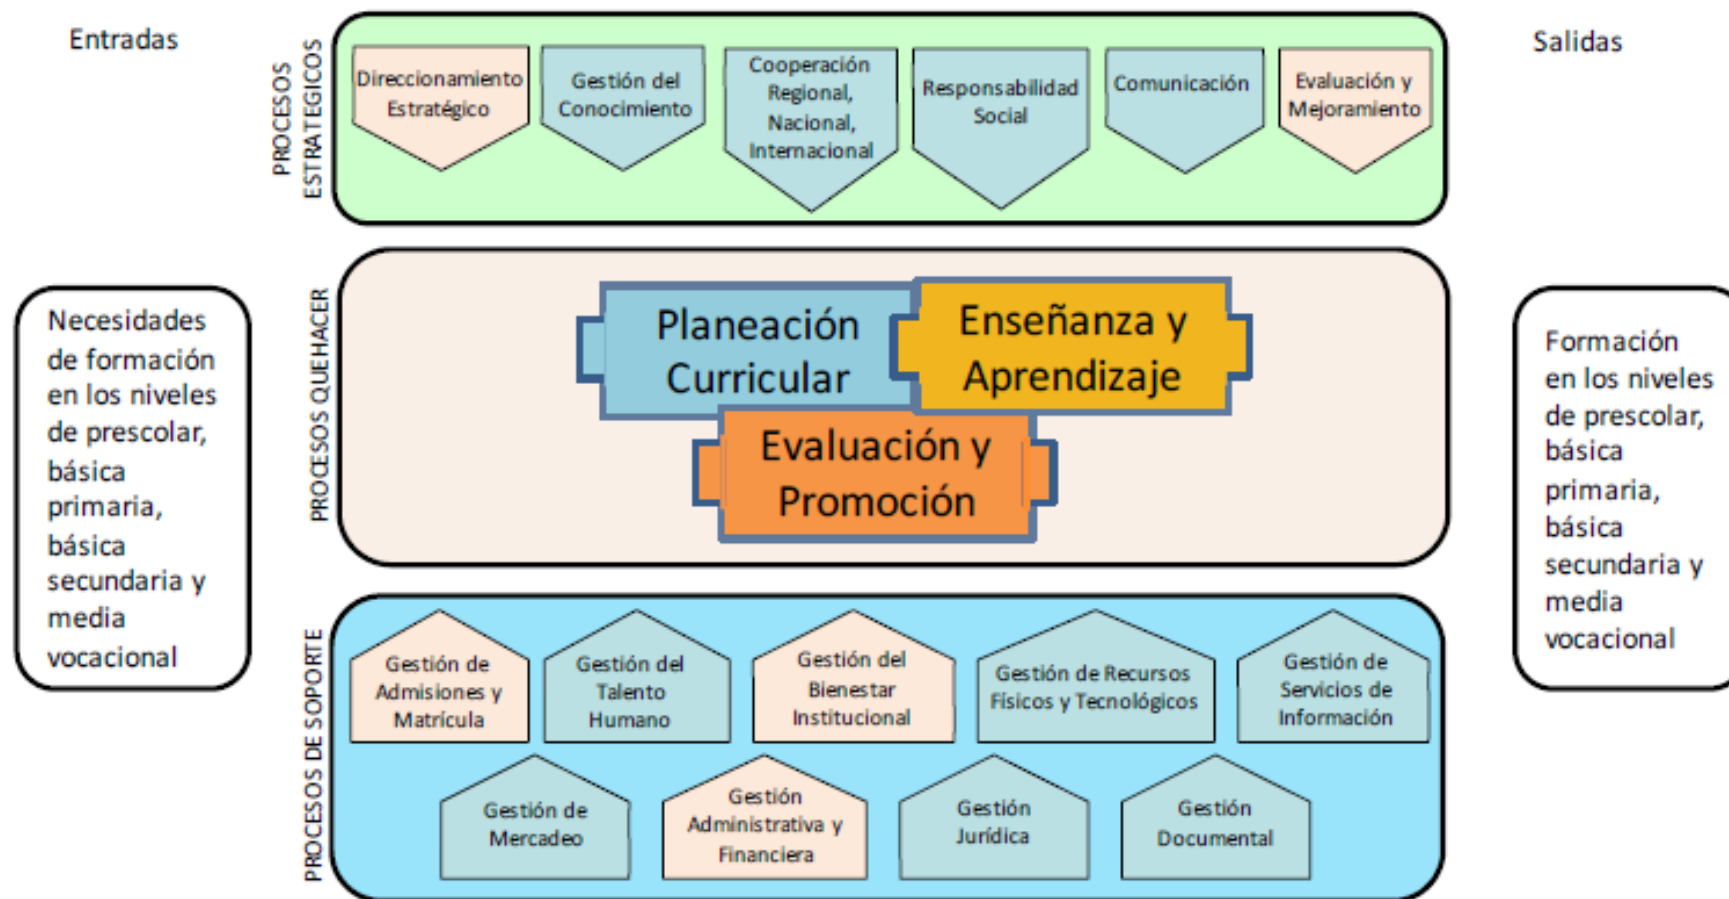 Entradas
PROCESOS
ESTRATEGICOS
Direccionamiento
Estratégico
Gestión del
Conocimiento
Cooperación
Regional,
Nacional,
Internacional
Responsabilidad
Social
Comunicación
Evaluación y
Mejoramiento
Salidas
Necesidades
de formación
en los niveles
de prescolar,
básica
primaria,
básica
secundaria y
media
vocacional
PROCESOS QUEHACER
Planeación
Curricular
Enseñanza y
Aprendizaje
Evaluación y
Promoción
Formación
en los niveles
de prescolar,
básica
primaria,
básica
secundaria y
media
vocacional
PROCESOS DE SOPORTE
Gestión de
Admisiones y
Matrícula
Gestión del
Talento
Humano
Gestión del
Bienestar
Institucional
Gestión de Recursos
Físicos y Tecnológicos
Gestión de
Servicios de
Información
Gestión de
Mercadeo
Gestión
Administrativa y
Financiera
Gestión
Jurídica
Gestión
Documental